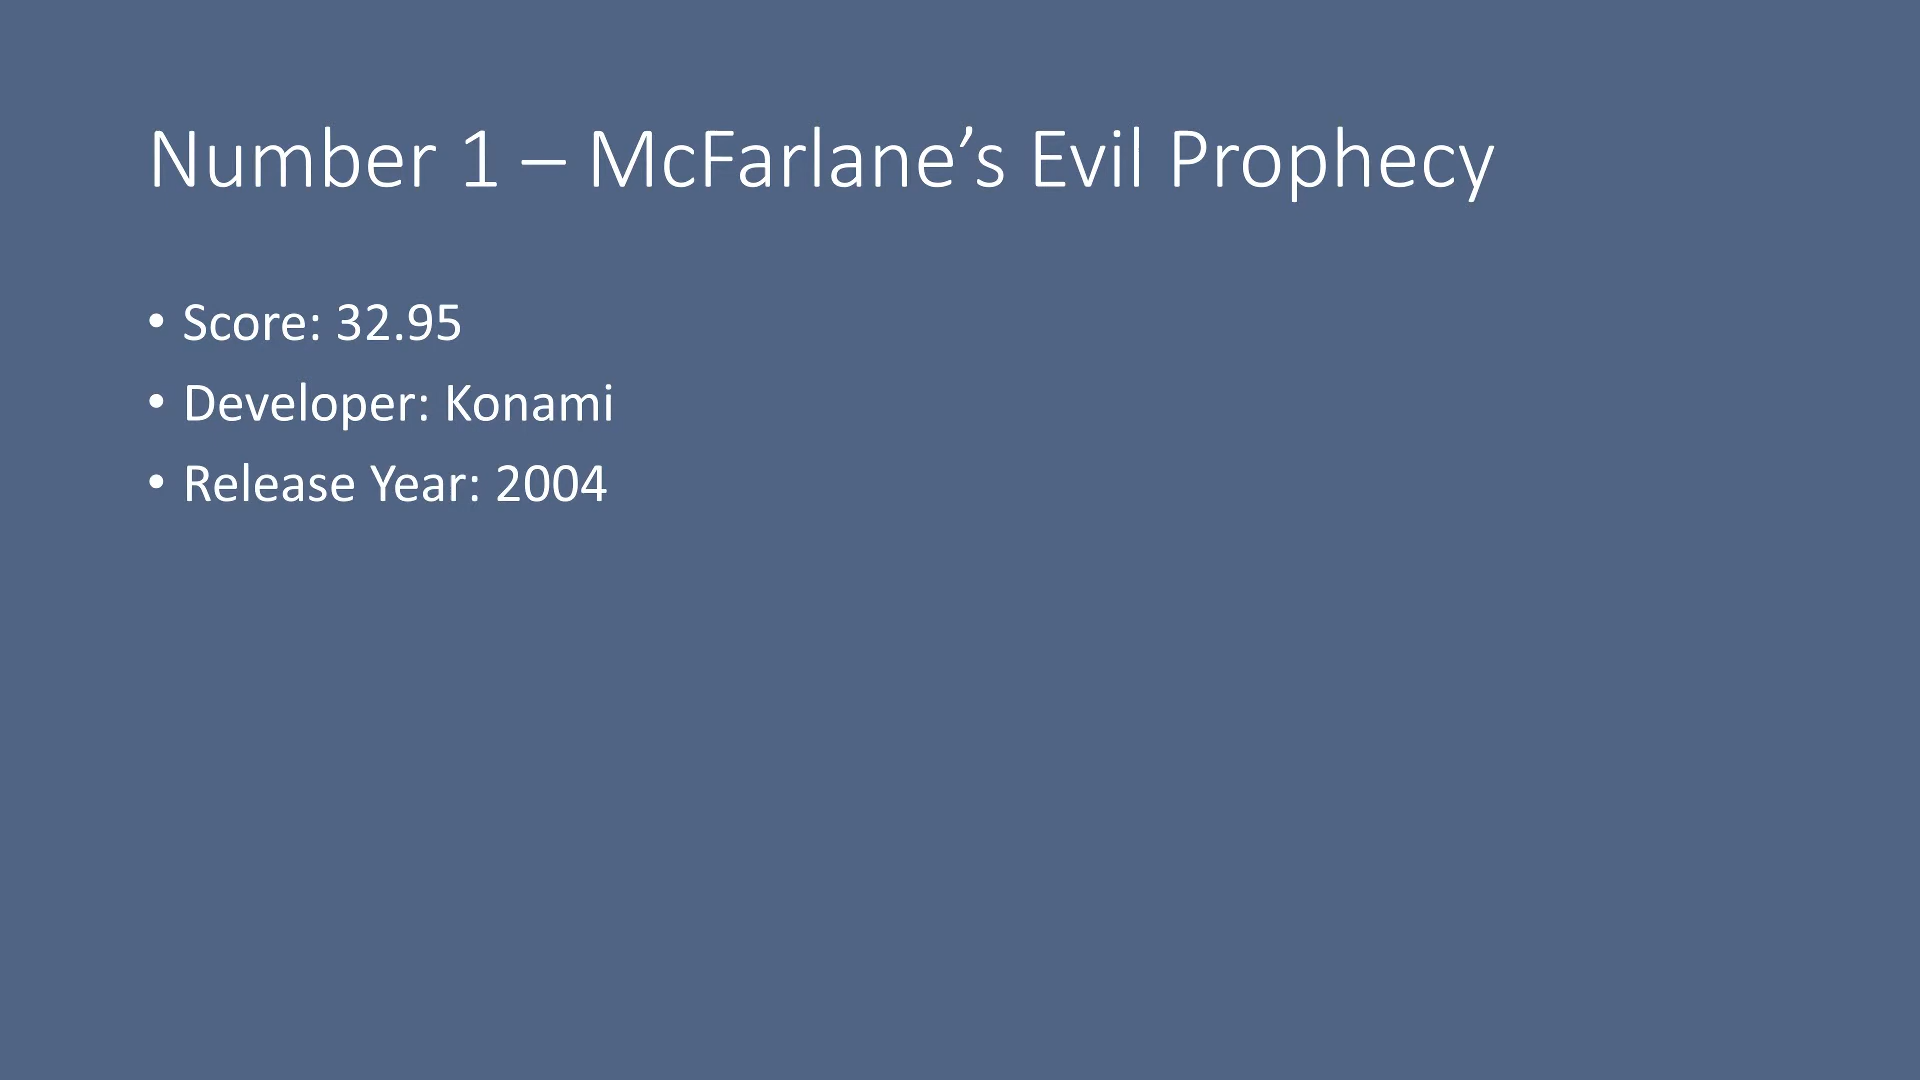 Number 1 – McFarlane’s Evil Prophecy
• Score: 32.95
• Developer: Konami
• Release Year: 2004